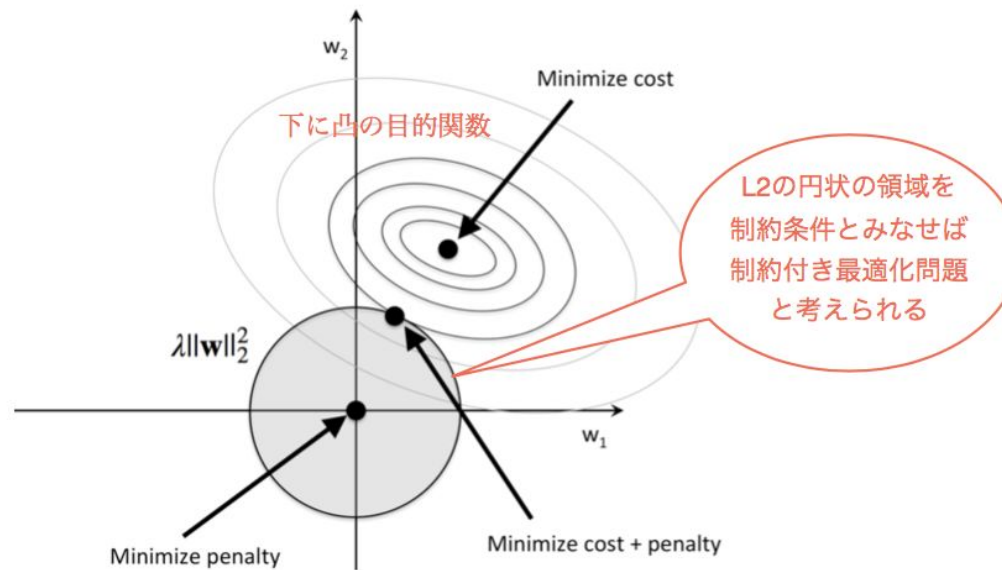 w₂
Minimize cost
下に凸の目的関数
L2の円状の領域を
制約条件とみなせば
制約付き最適化問題
と考えられる
λ||w||₂²
w₁
Minimize penalty
Minimize cost + penalty